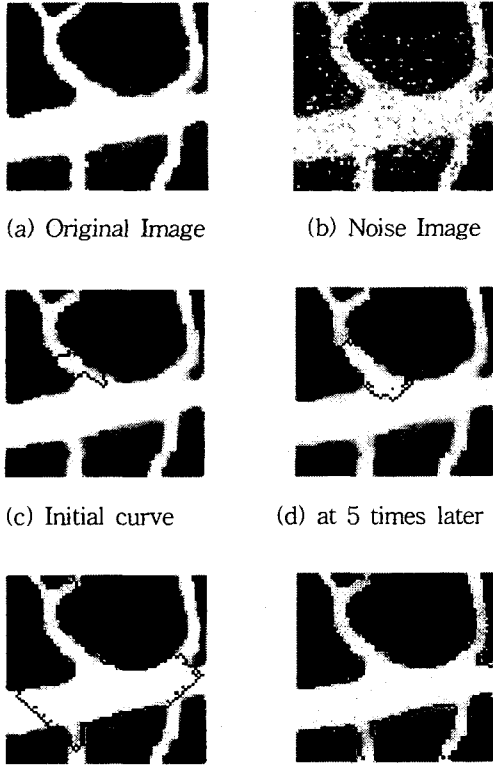 (a) Original Image
(b) Noise Image
(c) Initial curve
(d) at 5 times later